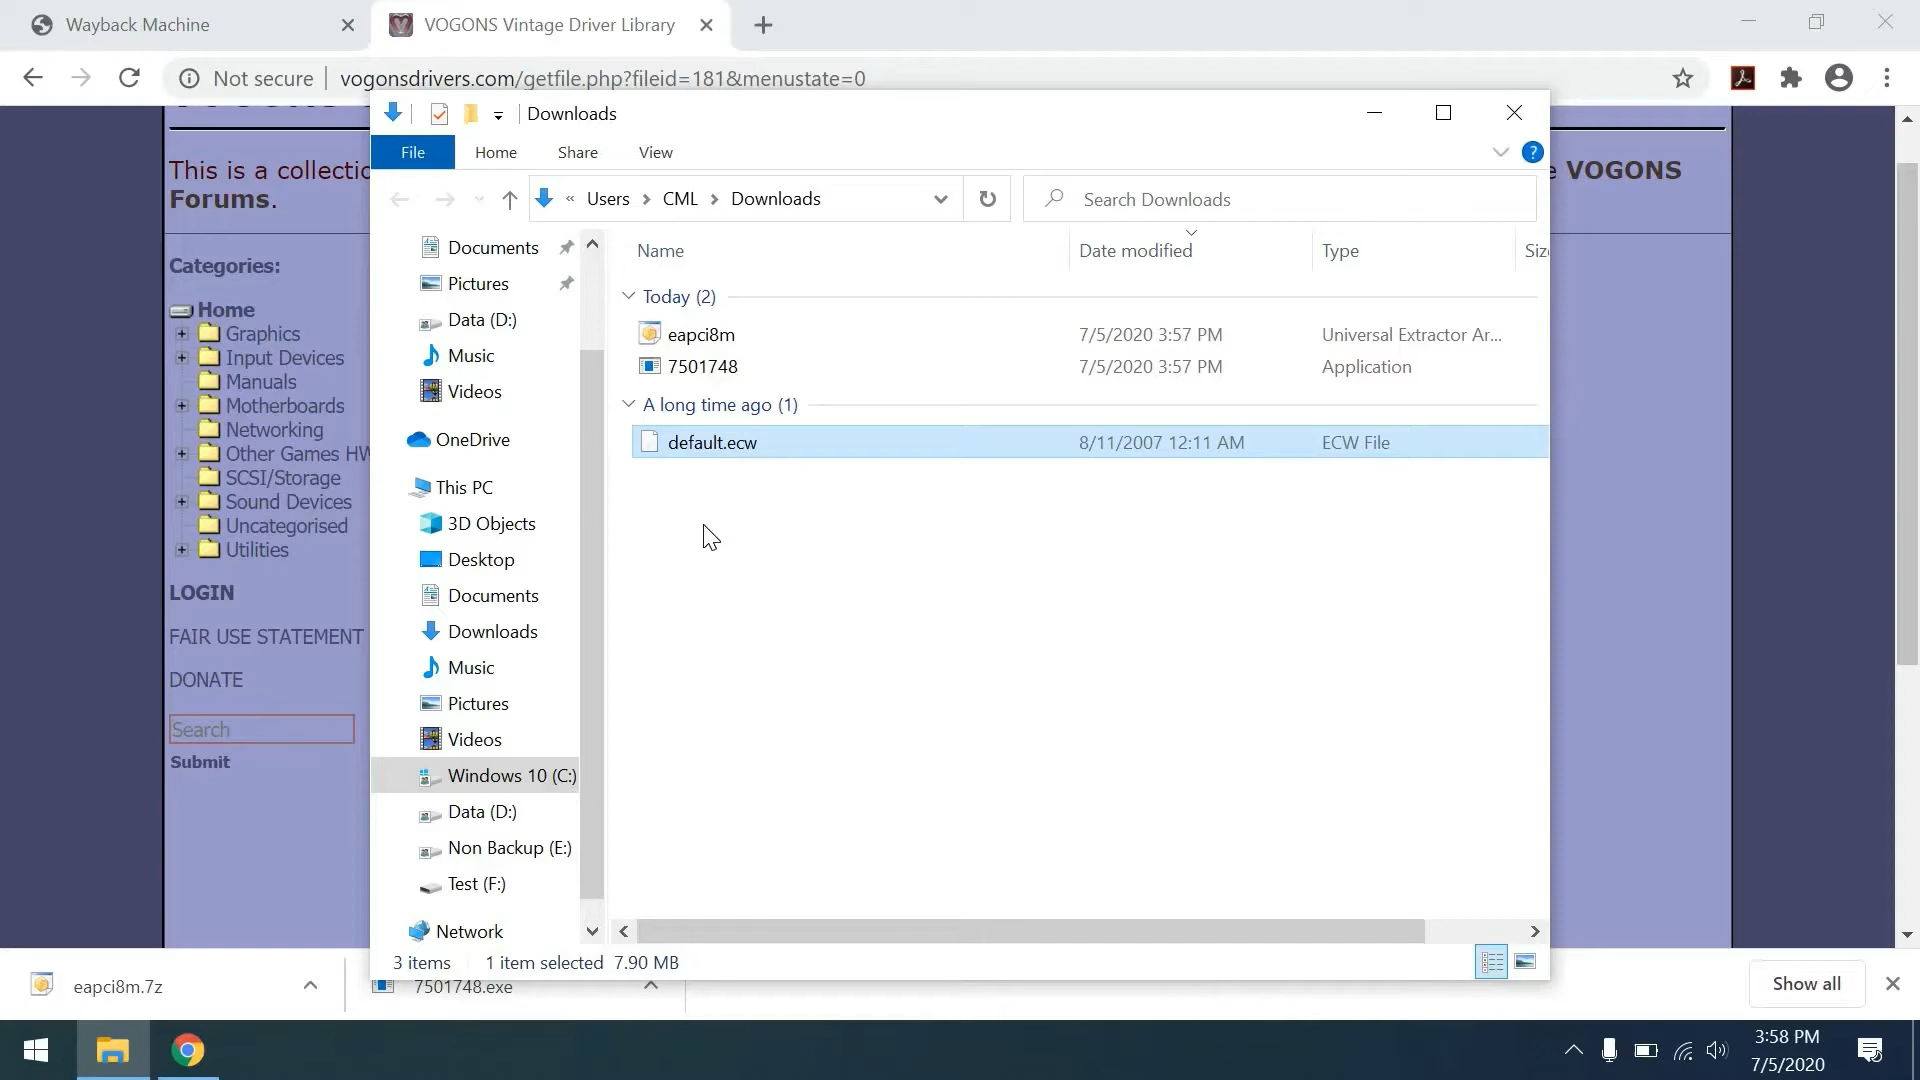 Wayback Machine
VOGONS Vintage Driver Library
Not secure
vogonsdrivers.com/getfile.php?fileid=181&menustate=0
Downloads
File
Home
Share
View
?
This is a collectio
e VOGONS
Forums.
« Users > CML > Downloads
Search Downloads
Name
Date modified
Type
Siz
Categories:
Home
Graphics
Input Devices
Manuals
Motherboards
Networking
Other Games HW
SCSI/Storage
Sound Devices
Uncategorised
Utilities
LOGIN
FAIR USE STATEMENT
DONATE
Search
Submit
Documents
Pictures
Data (D:)
Music
Videos
OneDrive
This PC
3D Objects
Desktop
Documents
Downloads
Music
Pictures
Videos
Windows 10 (C:)
Data (D:)
Non Backup (E:)
Test (F:)
Network
Today (2)
eapci8m 7/5/2020 3:57 PM Universal Extractor Ar...
7501748 7/5/2020 3:57 PM Application
A long time ago (1)
default.ecw 8/11/2007 12:11 AM ECW File
3 items 1 item selected 7.90 MB
eapci8m.7z
7501748.exe
Show all
3:58 PM
7/5/2020